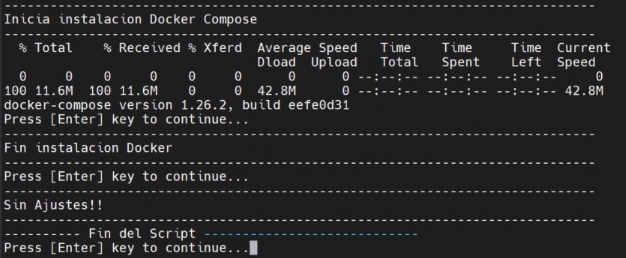 --------------------------------------------------------------------------
Inicia instalacion Docker Compose
--------------------------------------------------------------------------
  % Total    % Received % Xferd  Average Speed   Time    Time     Time  Current
                                 Dload  Upload   Total   Spent    Left  Speed
  0     0    0     0    0     0      0      0 --:--:-- --:--:-- --:--:--     0
100 11.6M  100 11.6M    0     0  42.8M      0 --:--:-- --:--:-- --:--:-- 42.8M
docker-compose version 1.26.2, build eefe0d31
Press [Enter] key to continue...
--------------------------------------------------------------------------
Fin instalacion Docker
--------------------------------------------------------------------------
Press [Enter] key to continue...
--------------------------------------------------------------------------
Sin Ajustes!!
--------------------------------------------------------------------------
---------- Fin del Script ---------------------------
Press [Enter] key to continue...